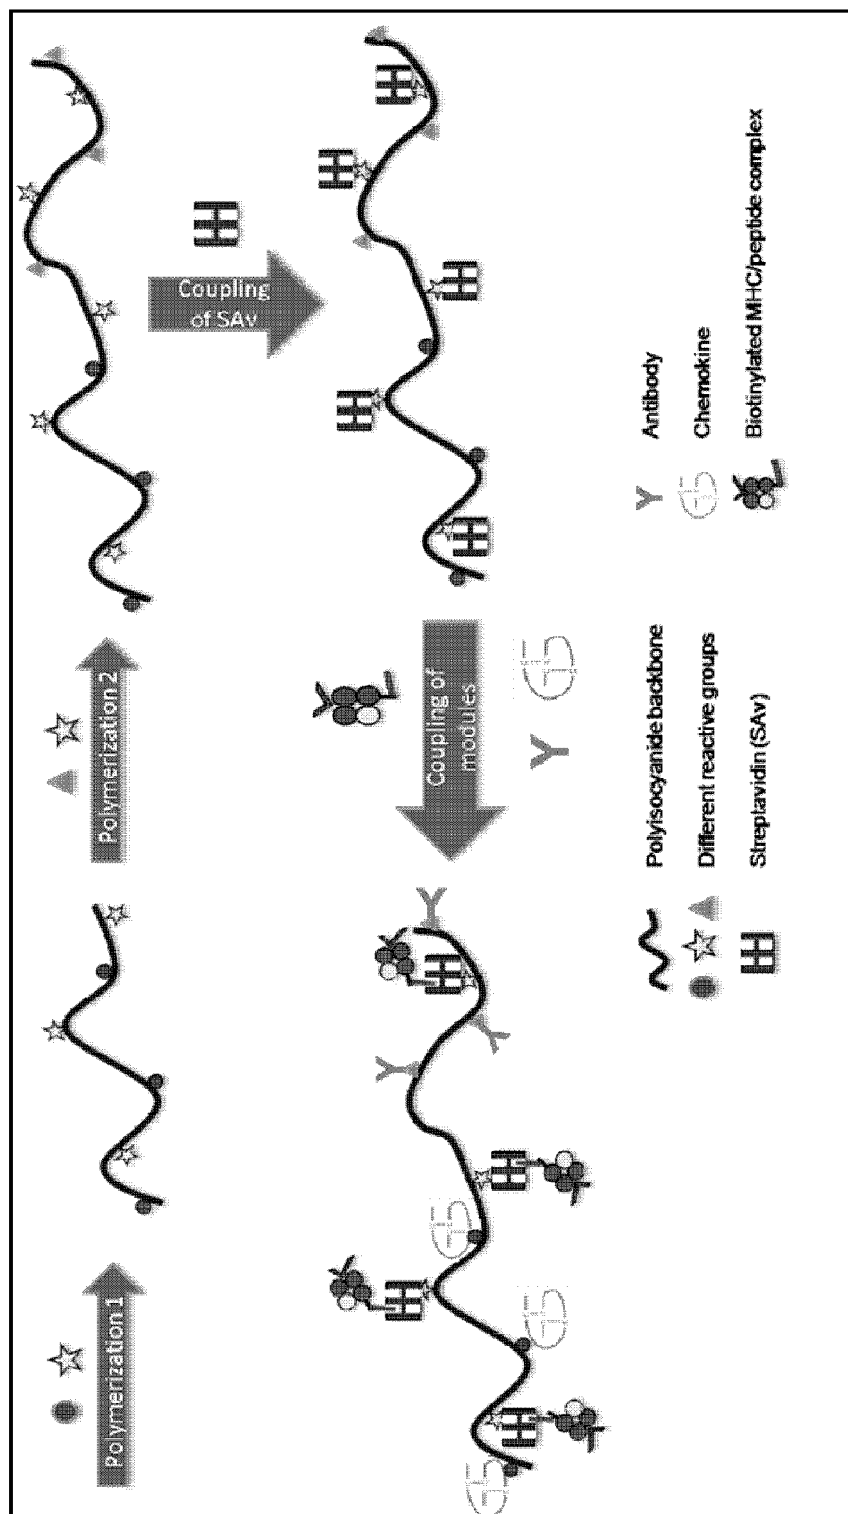 Polymerization 1
Polymerization 2
Coupling
of SAv
Coupling of
modules
Polyisocyanide backbone
Different reactive groups
Streptavidin (SAv)
Antibody
Chemokine
Biotinylated MHC/peptide complex